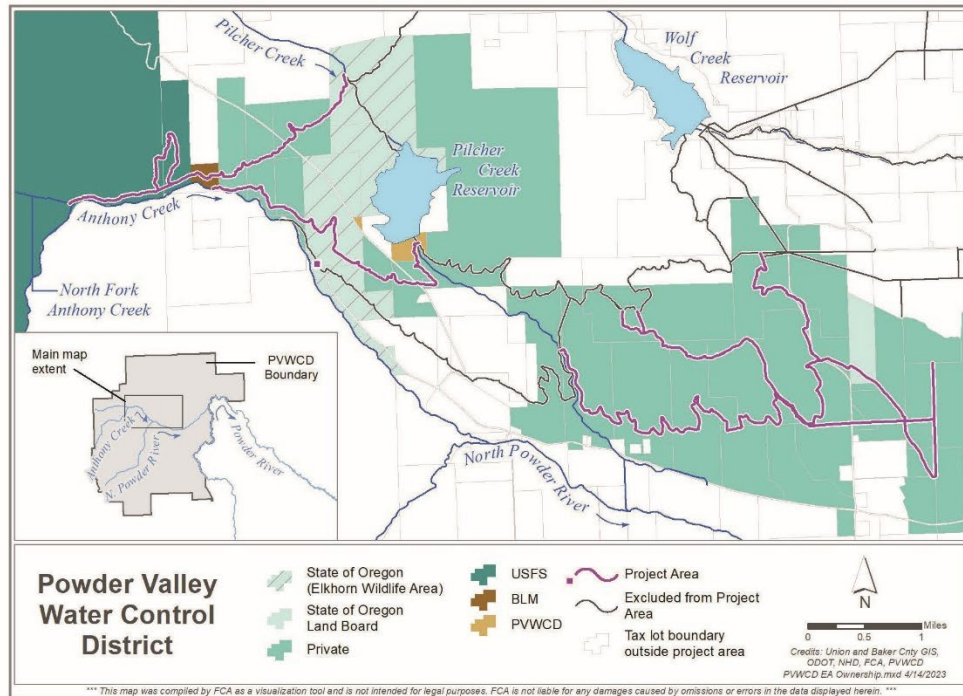 Pilcher Creek
Wolf
Creek
Reservoir
Pilcher
Creek
Reservoir
Anthony Creek
North Fork
Anthony Creek
North Powder
River
Main map
extent
PVWCD
Boundary
Anthony Creek
N. Powder River
Powder River
Powder Valley
Water Control
District
State of Oregon
(Elkhorn Wildlife Area)
State of Oregon
Land Board
Private
USFS
BLM
PVWCD
Project Area
Excluded from Project
Area
Tax lot boundary
outside project area
N
Miles
0 0.5 1
Credits: Union and Baker Cnty GIS,
ODOT, NHD, FCA, PVWCD
PVWCD EA Ownership.mxd 4/14/2023
*** This map was compiled by FCA as a visualization tool and is not intended for legal purposes. FCA is not liable for any damages caused by omissions or errors in the data displayed herein. ***